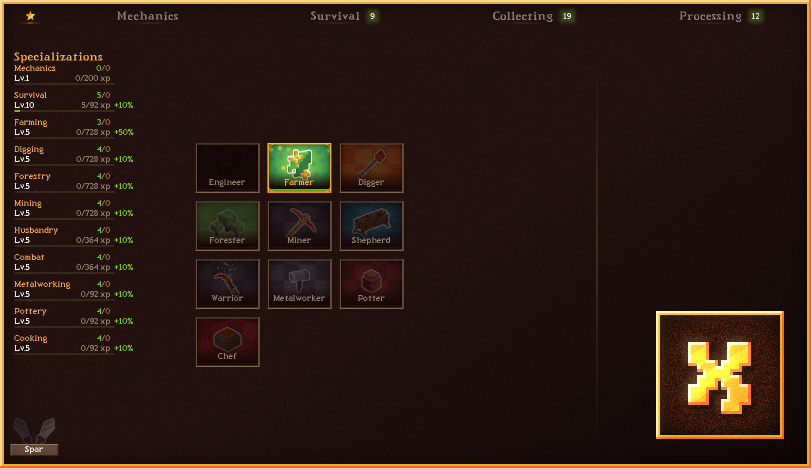 Mechanics Survival 9 Collecting 19 Processing 12
Specializations
Mechanics 0/0
Lv.1 0/200 xp
Survival 5/0
Lv.10 5/92 xp +10%
Farming 3/0
Lv.5 0/728 xp +50%
Digging 4/0
Lv.5 0/728 xp +10%
Forestry 4/0
Lv.5 0/728 xp +10%
Mining 4/0
Lv.5 0/728 xp +10%
Husbandry 4/0
Lv.5 0/364 xp +10%
Combat 4/0
Lv.5 0/364 xp +10%
Metalworking 4/0
Lv.5 0/92 xp +10%
Pottery 4/0
Lv.5 0/92 xp +10%
Cooking 4/0
Lv.5 0/92 xp +10%
Engineer Farmer Digger
Forester Miner Shepherd
Warrior Metalworker Potter
Chef
Spar